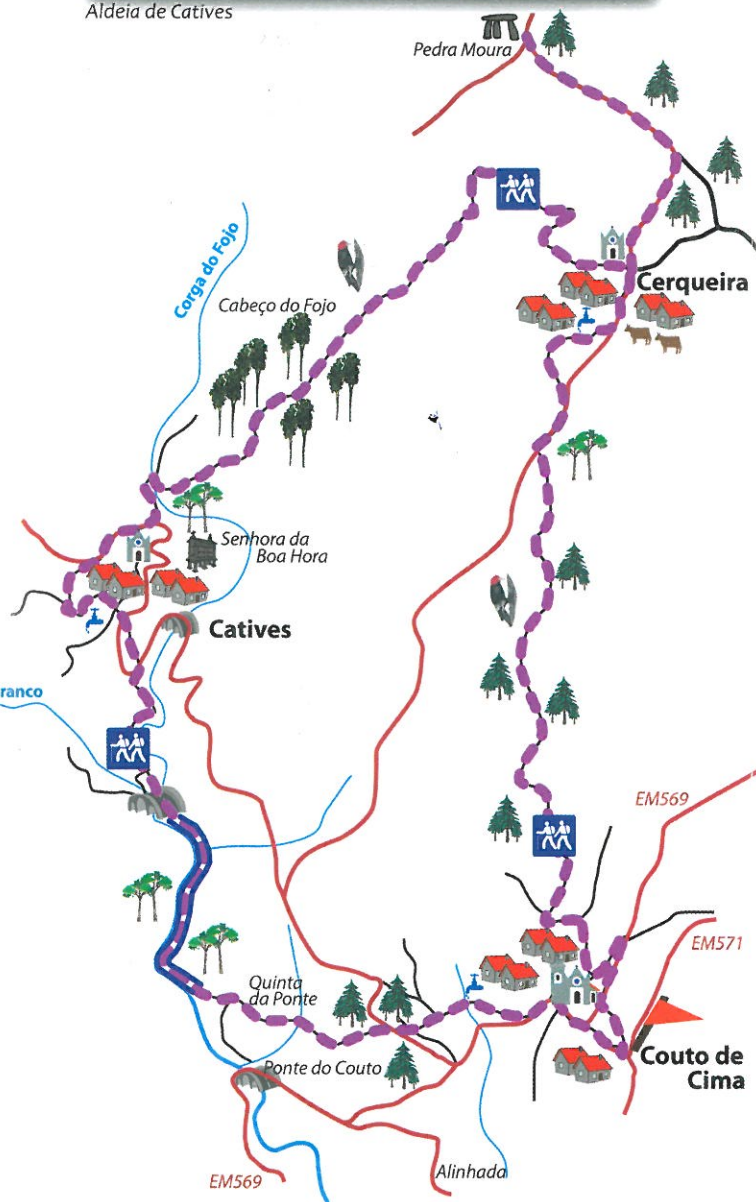 Aldeia de Catives
Pedra Moura
Corga do Fojo
Cerqueira
Cabeço do Fojo
Senhora da
Boa Hora
Catives
ranco
EM569
EM571
Quinta
da Ponte
Couto de
Cima
Ponte do Couto
Alinhada
EM569